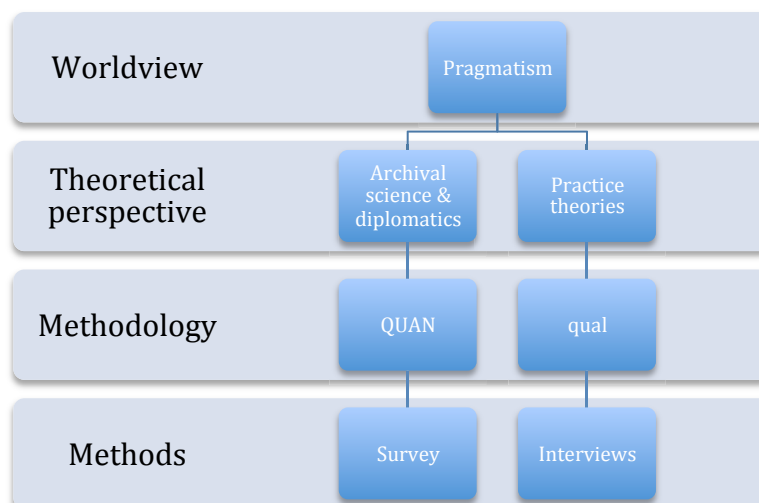 Worldview
Pragmatism
Theoretical
perspective
Archival
science &
diplomatics
Practice
theories
Methodology
QUAN
qual
Methods
Survey
Interviews